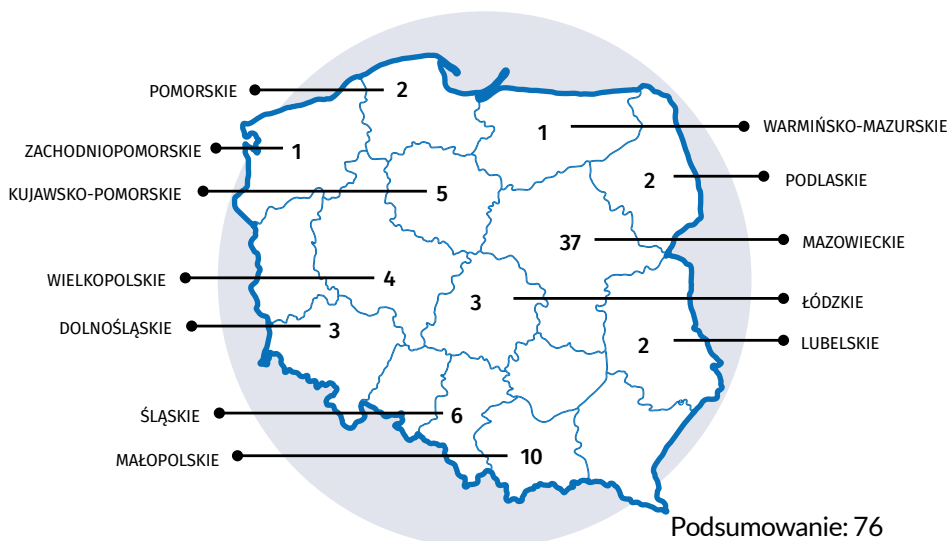 POMORSKIE 2
1 WARMIŃSKO-MAZURSKIE
ZACHODNIOPOMORSKIE 1
2 PODLASKIE
KUJAWSKO-POMORSKIE 5
37 MAZOWIECKIE
WIELKOPOLSKIE 4
3 ŁÓDZKIE
DOLNOŚLĄSKIE 3
2 LUBELSKIE
ŚLĄSKIE 6
MAŁOPOLSKIE 10
Podsumowanie: 76